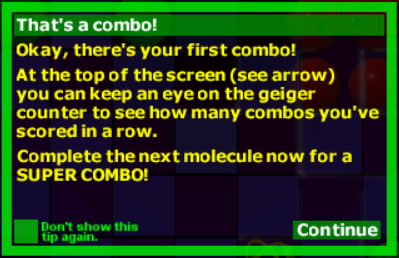 That's a combo!
Okay, there's your first combo!
At the top of the screen (see arrow)
you can keep an eye on the geiger
counter to see how many combos you've
scored in a row.
Complete the next molecule now for a
SUPER COMBO!
Don't show this
tip again.
Continue